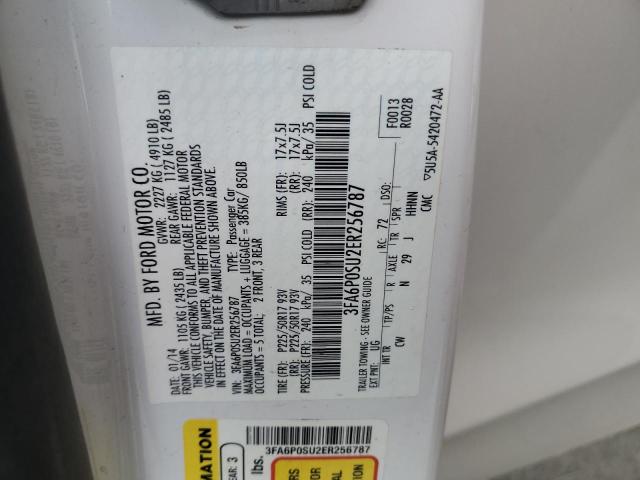 MFD. BY FORD MOTOR CO.
DATE: 01/14 GVWR: 2227 KG ( 4910 LB)
FRONT GAWR: 1105 KG ( 2435 LB) REAR GAWR: 1127 KG ( 2485 LB)
THIS VEHICLE CONFORMS TO ALL APPLICABLE FEDERAL MOTOR
VEHICLE SAFETY, BUMPER, AND THEFT PREVENTION STANDARDS
IN EFFECT ON THE DATE OF MANUFACTURE SHOWN ABOVE.
VIN: 3FA6P0SU2ER256787 TYPE: Passenger Car
MAXIMUM LOAD = OCCUPANTS + LUGGAGE = 385KG/ 850LB
OCCUPANTS = 5 TOTAL: 2 FRONT, 3 REAR
TIRE (FR): P225/50R17 93V RIMS (FR): 17x7.5J
(RR): P225/50R17 93V (RR): 17x7.5J
PRESSURE (FR): 240 kPa/ 35 PSI COLD (RR): 240 kPa/ 35 PSI COLD
3FA6P0SU2ER256787
TRAILER TOWING - SEE OWNER GUIDE
EXT PNT: UG RC: 72 DSO: F0013
R0028
INT TR TP/PS R AXLE TR SPR
CW N 29 J HHNN
CMC ▽5U5A-5420472-AA
MATION
EAR: 3
lbs.
3FA6P0SU2ER256787